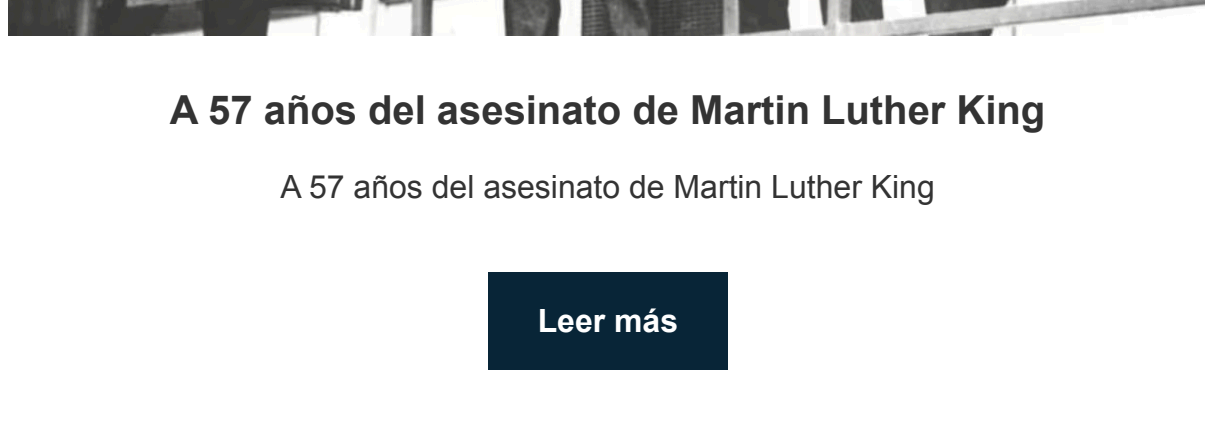 A 57 años del asesinato de Martin Luther King
A 57 años del asesinato de Martin Luther King
Leer más